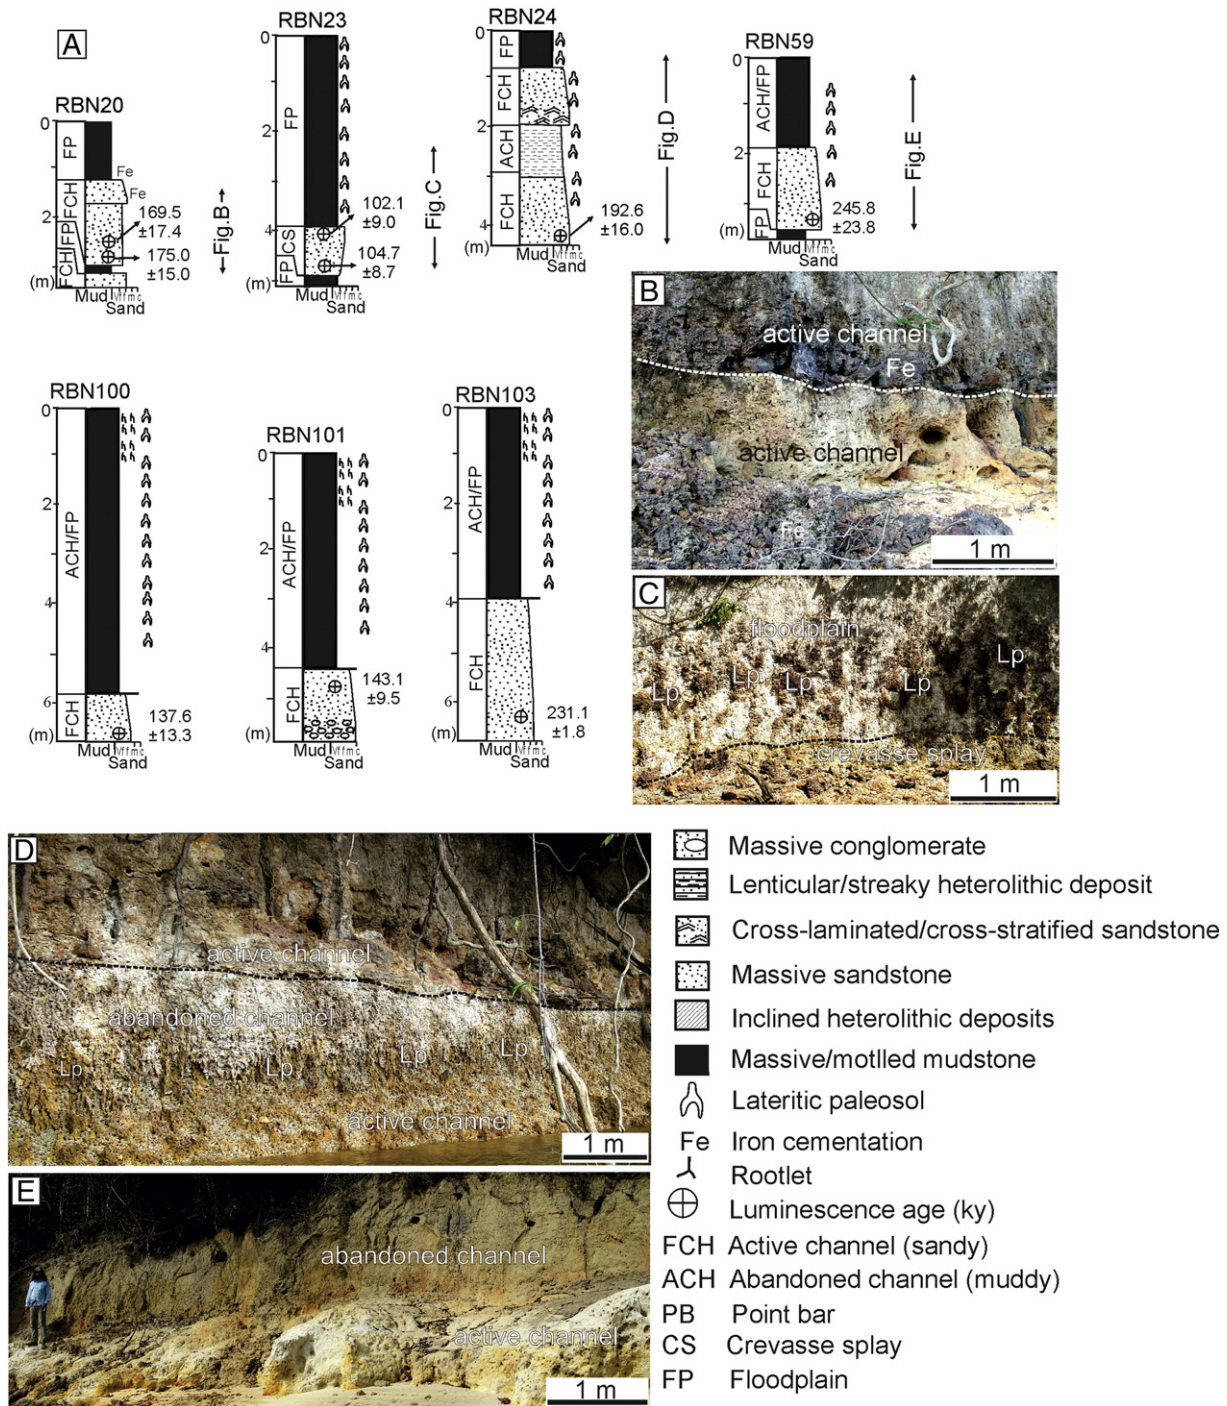 A
RBN20
0
2
(m)
FP
FCH
FCH/FP
FCH
Fe
Fe
169.5
±17.4
175.0
±15.0
Mud
vf f m c
Sand
Fig.B
RBN23
0
2
4
(m)
FP
CS
FP
102.1
±9.0
104.7
±8.7
Mud
vf f m c
Sand
Fig.C
RBN24
0
2
4
(m)
FP
FCH
ACH
FCH
192.6
±16.0
Mud
vf f m c
Sand
Fig.D
RBN59
0
2
(m)
ACH/FP
FCH
FP
245.8
±23.8
Mud
vf f m c
Sand
Fig.E
RBN100
0
2
4
6
(m)
ACH/FP
FCH
137.6
±13.3
Mud
vf f m c
Sand
RBN101
0
2
4
(m)
ACH/FP
FCH
143.1
±9.5
Mud
vf f m c
Sand
RBN103
0
2
4
6
(m)
ACH/FP
FCH
231.1
±1.8
Mud
vf f m c
Sand
B
active channel
Fe
active channel
Fe
1 m
C
floodplain
Lp
Lp
Lp
Lp
Lp
crevasse splay
1 m
D
active channel
abandoned channel
Lp
Lp
Lp
Lp
active channel
1 m
E
abandoned channel
active channel
1 m
Massive conglomerate
Lenticular/streaky heterolithic deposit
Cross-laminated/cross-stratified sandstone
Massive sandstone
Inclined heterolithic deposits
Massive/motlled mudstone
Lateritic paleosol
Fe Iron cementation
Rootlet
Luminescence age (ky)
FCH Active channel (sandy)
ACH Abandoned channel (muddy)
PB Point bar
CS Crevasse splay
FP Floodplain